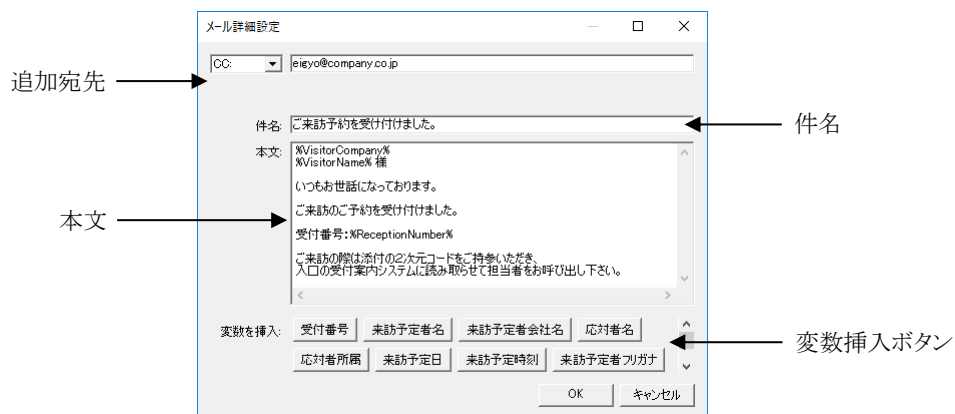 メール詳細設定
CC:
eigyo@company.co.jp
追加宛先
件名:
ご来訪予約を受け付けました。
件名
本文:
%VisitorCompany%
%VisitorName% 様
いつもお世話になっております。
ご来訪のご予約を受け付けました。
本文
受付番号:%ReceptionNumber%
ご来訪の際は添付の2次元コードをご持参いただき、
入口の受付案内システムに読み取らせて担当者をお呼び出し下さい。
変数を挿入:
受付番号 来訪予定者名 来訪予定者会社名 応対者名
変数挿入ボタン
応対者所属 来訪予定日 来訪予定時刻 来訪予定者フリガナ
OK キャンセル